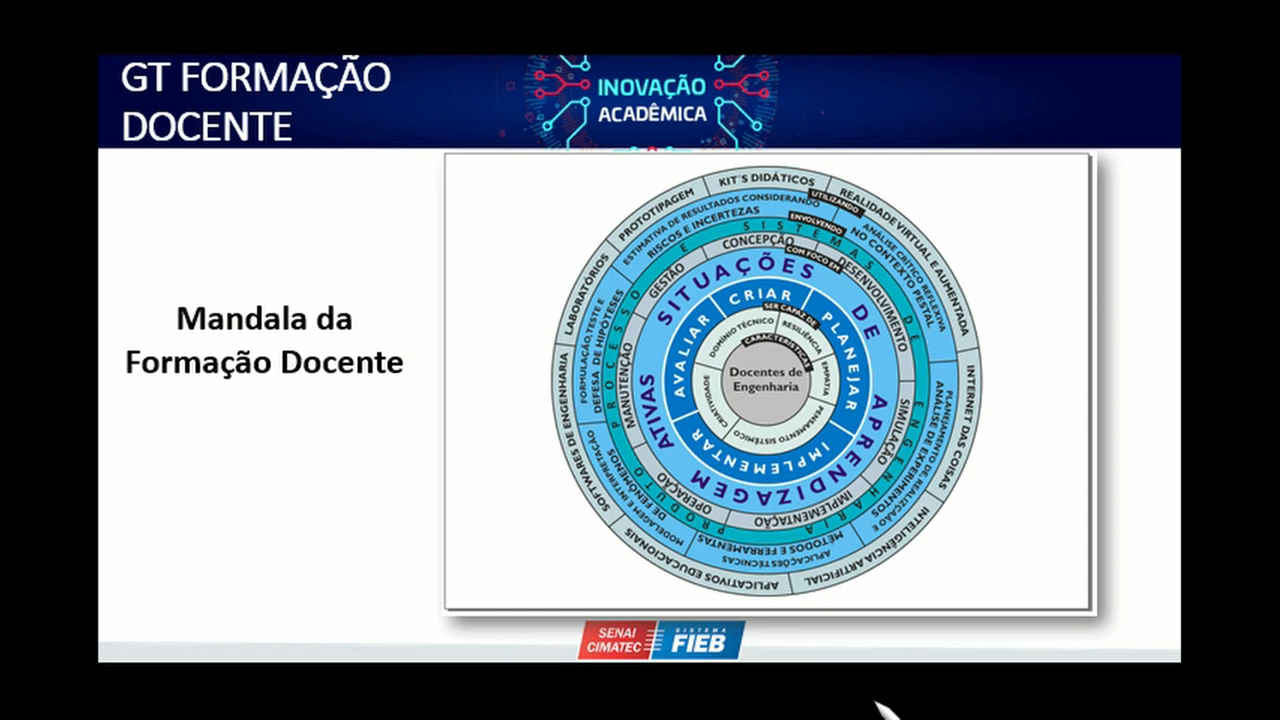 GT FORMAÇÃO
DOCENTE
INOVAÇÃO
ACADÊMICA
Mandala da
Formação Docente
Docentes de
Engenharia
CARACTERÍSTICAS
DOMÍNIO TÉCNICO
RESILIÊNCIA
EMPATIA
PENSAMENTO SISTÊMICO
CRIATIVIDADE
SER CAPAZ DE
CRIAR
PLANEJAR
IMPLEMENTAR
AVALIAR
SITUAÇÕES DE APRENDIZAGEM ATIVAS
COM FOCO EM
CONCEPÇÃO
DESENVOLVIMENTO
SIMULAÇÃO
IMPLEMENTAÇÃO
OPERAÇÃO
MANUTENÇÃO
GESTÃO
ENVOLVENDO
PRODUTO PROCESSO E SISTEMAS DE ENGENHARIA
UTILIZANDO
ESTIMATIVA DE RESULTADOS CONSIDERANDO
RISCOS E INCERTEZAS
ANÁLISE CRÍTICO REFLEXIVA
NO CONTEXTO PESTAL
PLANEJAMENTO DE, REALIZAÇÃO E
ANÁLISE DE EXPERIMENTOS
APLICAÇÕES TÉCNICAS
MÉTODOS E FERRAMENTAS
MODELAGEM E INTERPRETAÇÃO
DE FENÔMENOS
FORMULAÇÃO, TESTE E
DEFESA DE HIPÓTESES
KIT´S DIDÁTICOS
REALIDADE VIRTUAL E AUMENTADA
INTERNET DAS COISAS
INTELIGÊNCIA ARTIFICIAL
APLICATIVOS EDUCACIONAIS
SOFTWARES DE ENGENHARIA
LABORATÓRIOS
PROTOTIPAGEM
SENAI
CIMATEC
SISTEMA
FIEB